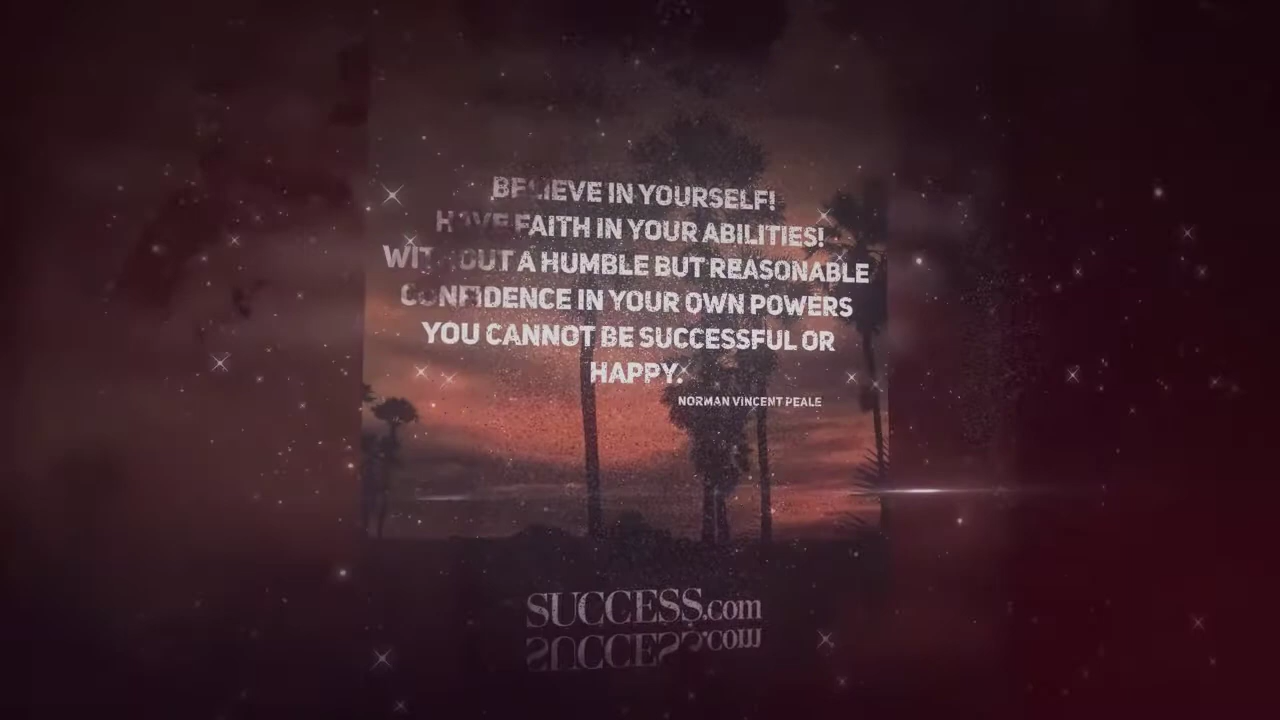 BELIEVE IN YOURSELF!
HAVE FAITH IN YOUR ABILITIES!
WITHOUT A HUMBLE BUT REASONABLE
CONFIDENCE IN YOUR OWN POWERS
YOU CANNOT BE SUCCESSFUL OR
HAPPY.
NORMAN VINCENT PEALE
SUCCESS.com